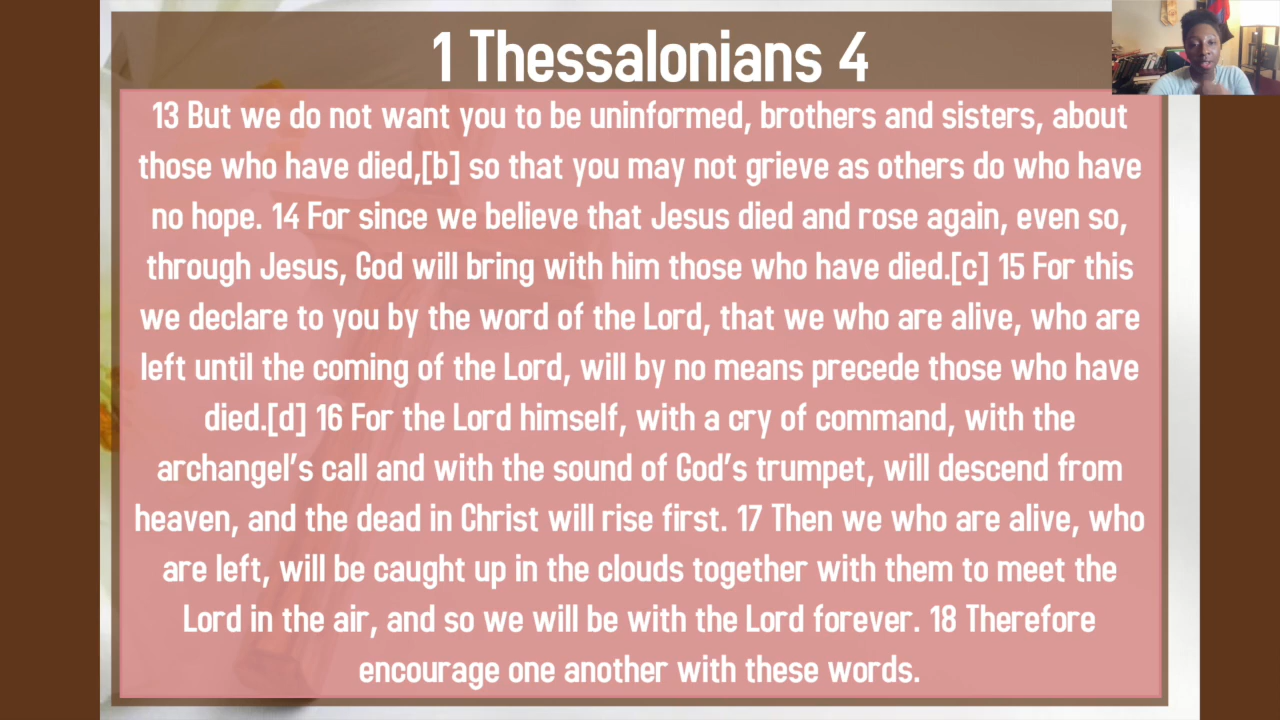 1 Thessalonians 4
13 But we do not want you to be uninformed, brothers and sisters, about
those who have died,[b] so that you may not grieve as others do who have
no hope. 14 For since we believe that Jesus died and rose again, even so,
through Jesus, God will bring with him those who have died.[c] 15 For this
we declare to you by the word of the Lord, that we who are alive, who are
left until the coming of the Lord, will by no means precede those who have
died.[d] 16 For the Lord himself, with a cry of command, with the
archangel's call and with the sound of God's trumpet, will descend from
heaven, and the dead in Christ will rise first. 17 Then we who are alive, who
are left, will be caught up in the clouds together with them to meet the
Lord in the air, and so we will be with the Lord forever. 18 Therefore
encourage one another with these words.